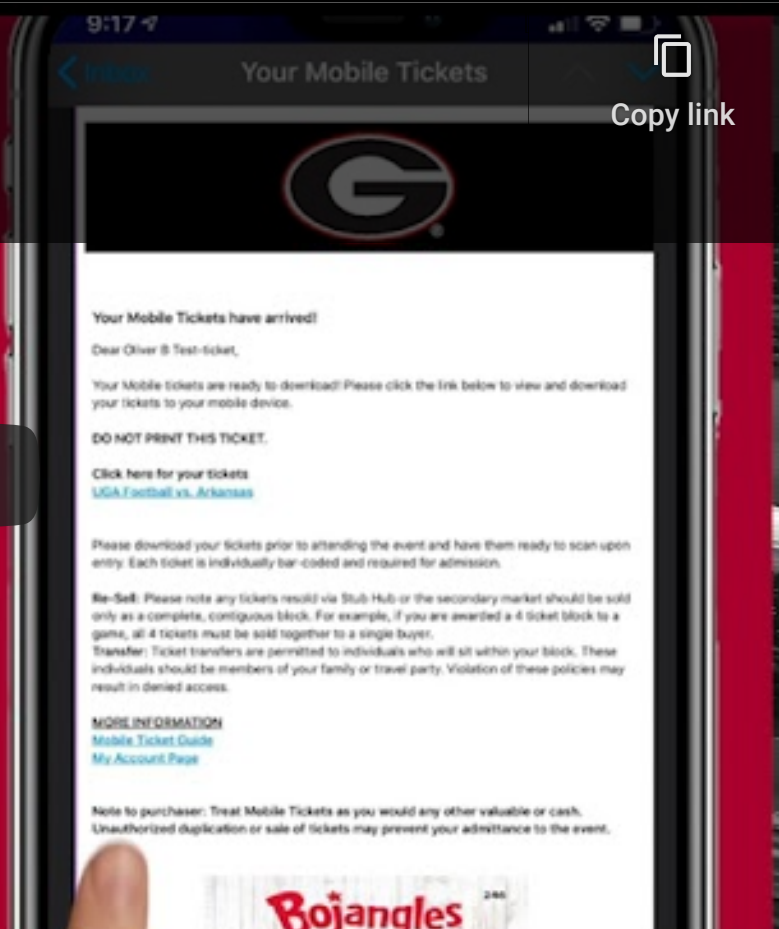 9:17
Copy link
Inbox
Your Mobile Tickets
G
Your Mobile Tickets have arrived!
Dear Oliver B Test-ticket,
Your Mobile tickets are ready to download! Please click the link below to view and download
your tickets to your mobile device.
DO NOT PRINT THIS TICKET.
Click here for your tickets
UGA Football vs. Arkansas
Please download your tickets prior to attending the event and have them ready to scan upon
entry. Each ticket is individually bar-coded and required for admission.
Re-Sell: Please note any tickets resold via Stub Hub or the secondary market should be sold
only as a complete, contiguous block. For example, if you are awarded a 4 ticket block to a
game, all 4 tickets must be sold together to a single buyer.
Transfer: Ticket transfers are permitted to individuals who will sit within your block. These
individuals should be members of your family or travel party. Violation of these policies may
result in denied access.
MORE INFORMATION
Mobile Ticket Guide
My Account Page
Note to purchaser: Treat Mobile Tickets as you would any other valuable or cash.
Unauthorized duplication or sale of tickets may prevent your admittance to the event.
Bojangles